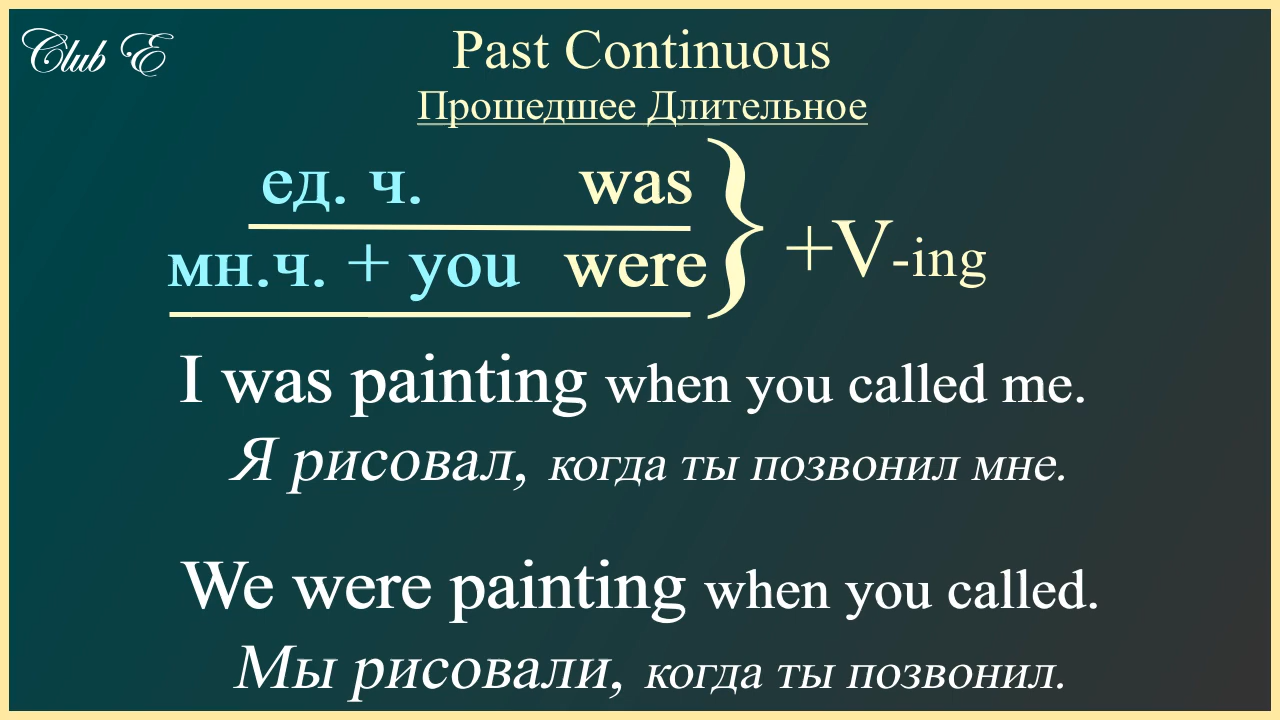 Club E
Past Continuous
Прошедшее Длительное
ед. ч. was
мн.ч. + you were
} +V-ing
I was painting when you called me.
Я рисовал, когда ты позвонил мне.
We were painting when you called.
Мы рисовали, когда ты позвонил.